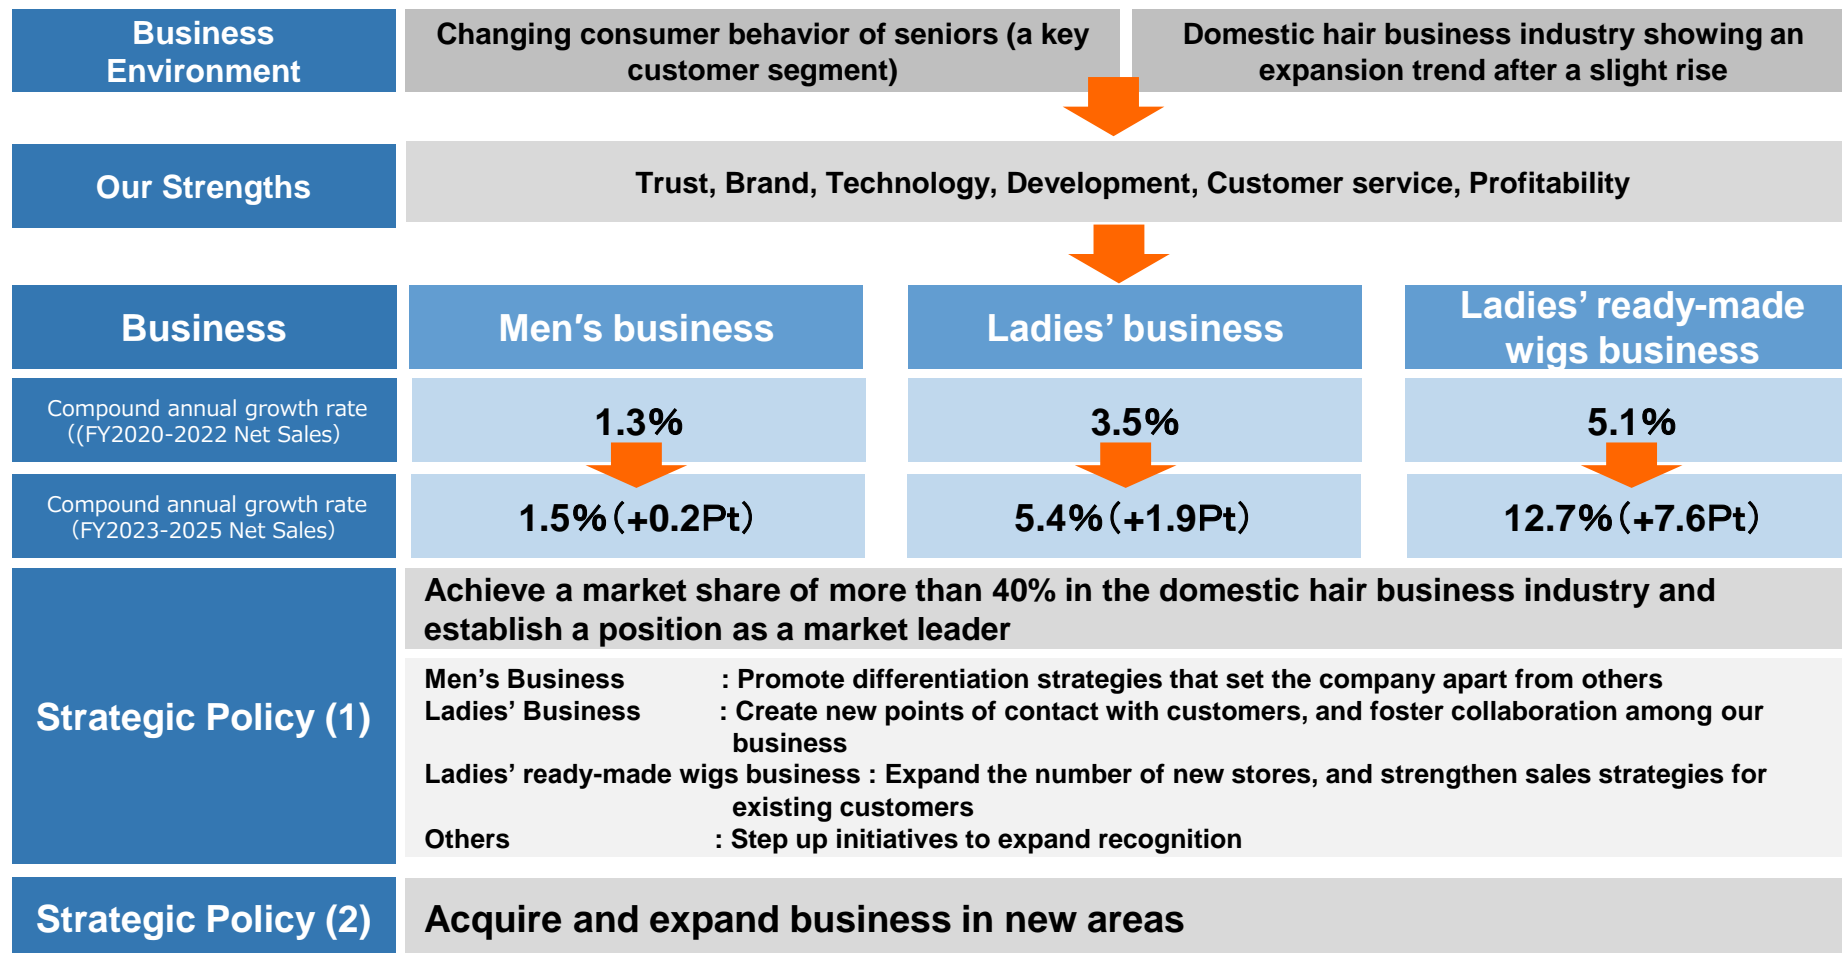 Business
Environment
Changing consumer behavior of seniors (a key
customer segment)
Domestic hair business industry showing an
expansion trend after a slight rise
Our Strengths
Trust, Brand, Technology, Development, Customer service, Profitability
Business
Men’s business
Ladies’ business
Ladies’ ready-made
wigs business
Compound annual growth rate
((FY2020-2022 Net Sales)
1.3%
3.5%
5.1%
Compound annual growth rate
(FY2023-2025 Net Sales)
1.5%(+0.2Pt)
5.4%(+1.9Pt)
12.7%(+7.6Pt)
Strategic Policy (1)
Achieve a market share of more than 40% in the domestic hair business industry and
establish a position as a market leader
Men’s Business : Promote differentiation strategies that set the company apart from others
Ladies’ Business : Create new points of contact with customers, and foster collaboration among our
business
Ladies’ ready-made wigs business : Expand the number of new stores, and strengthen sales strategies for
existing customers
Others : Step up initiatives to expand recognition
Strategic Policy (2)
Acquire and expand business in new areas